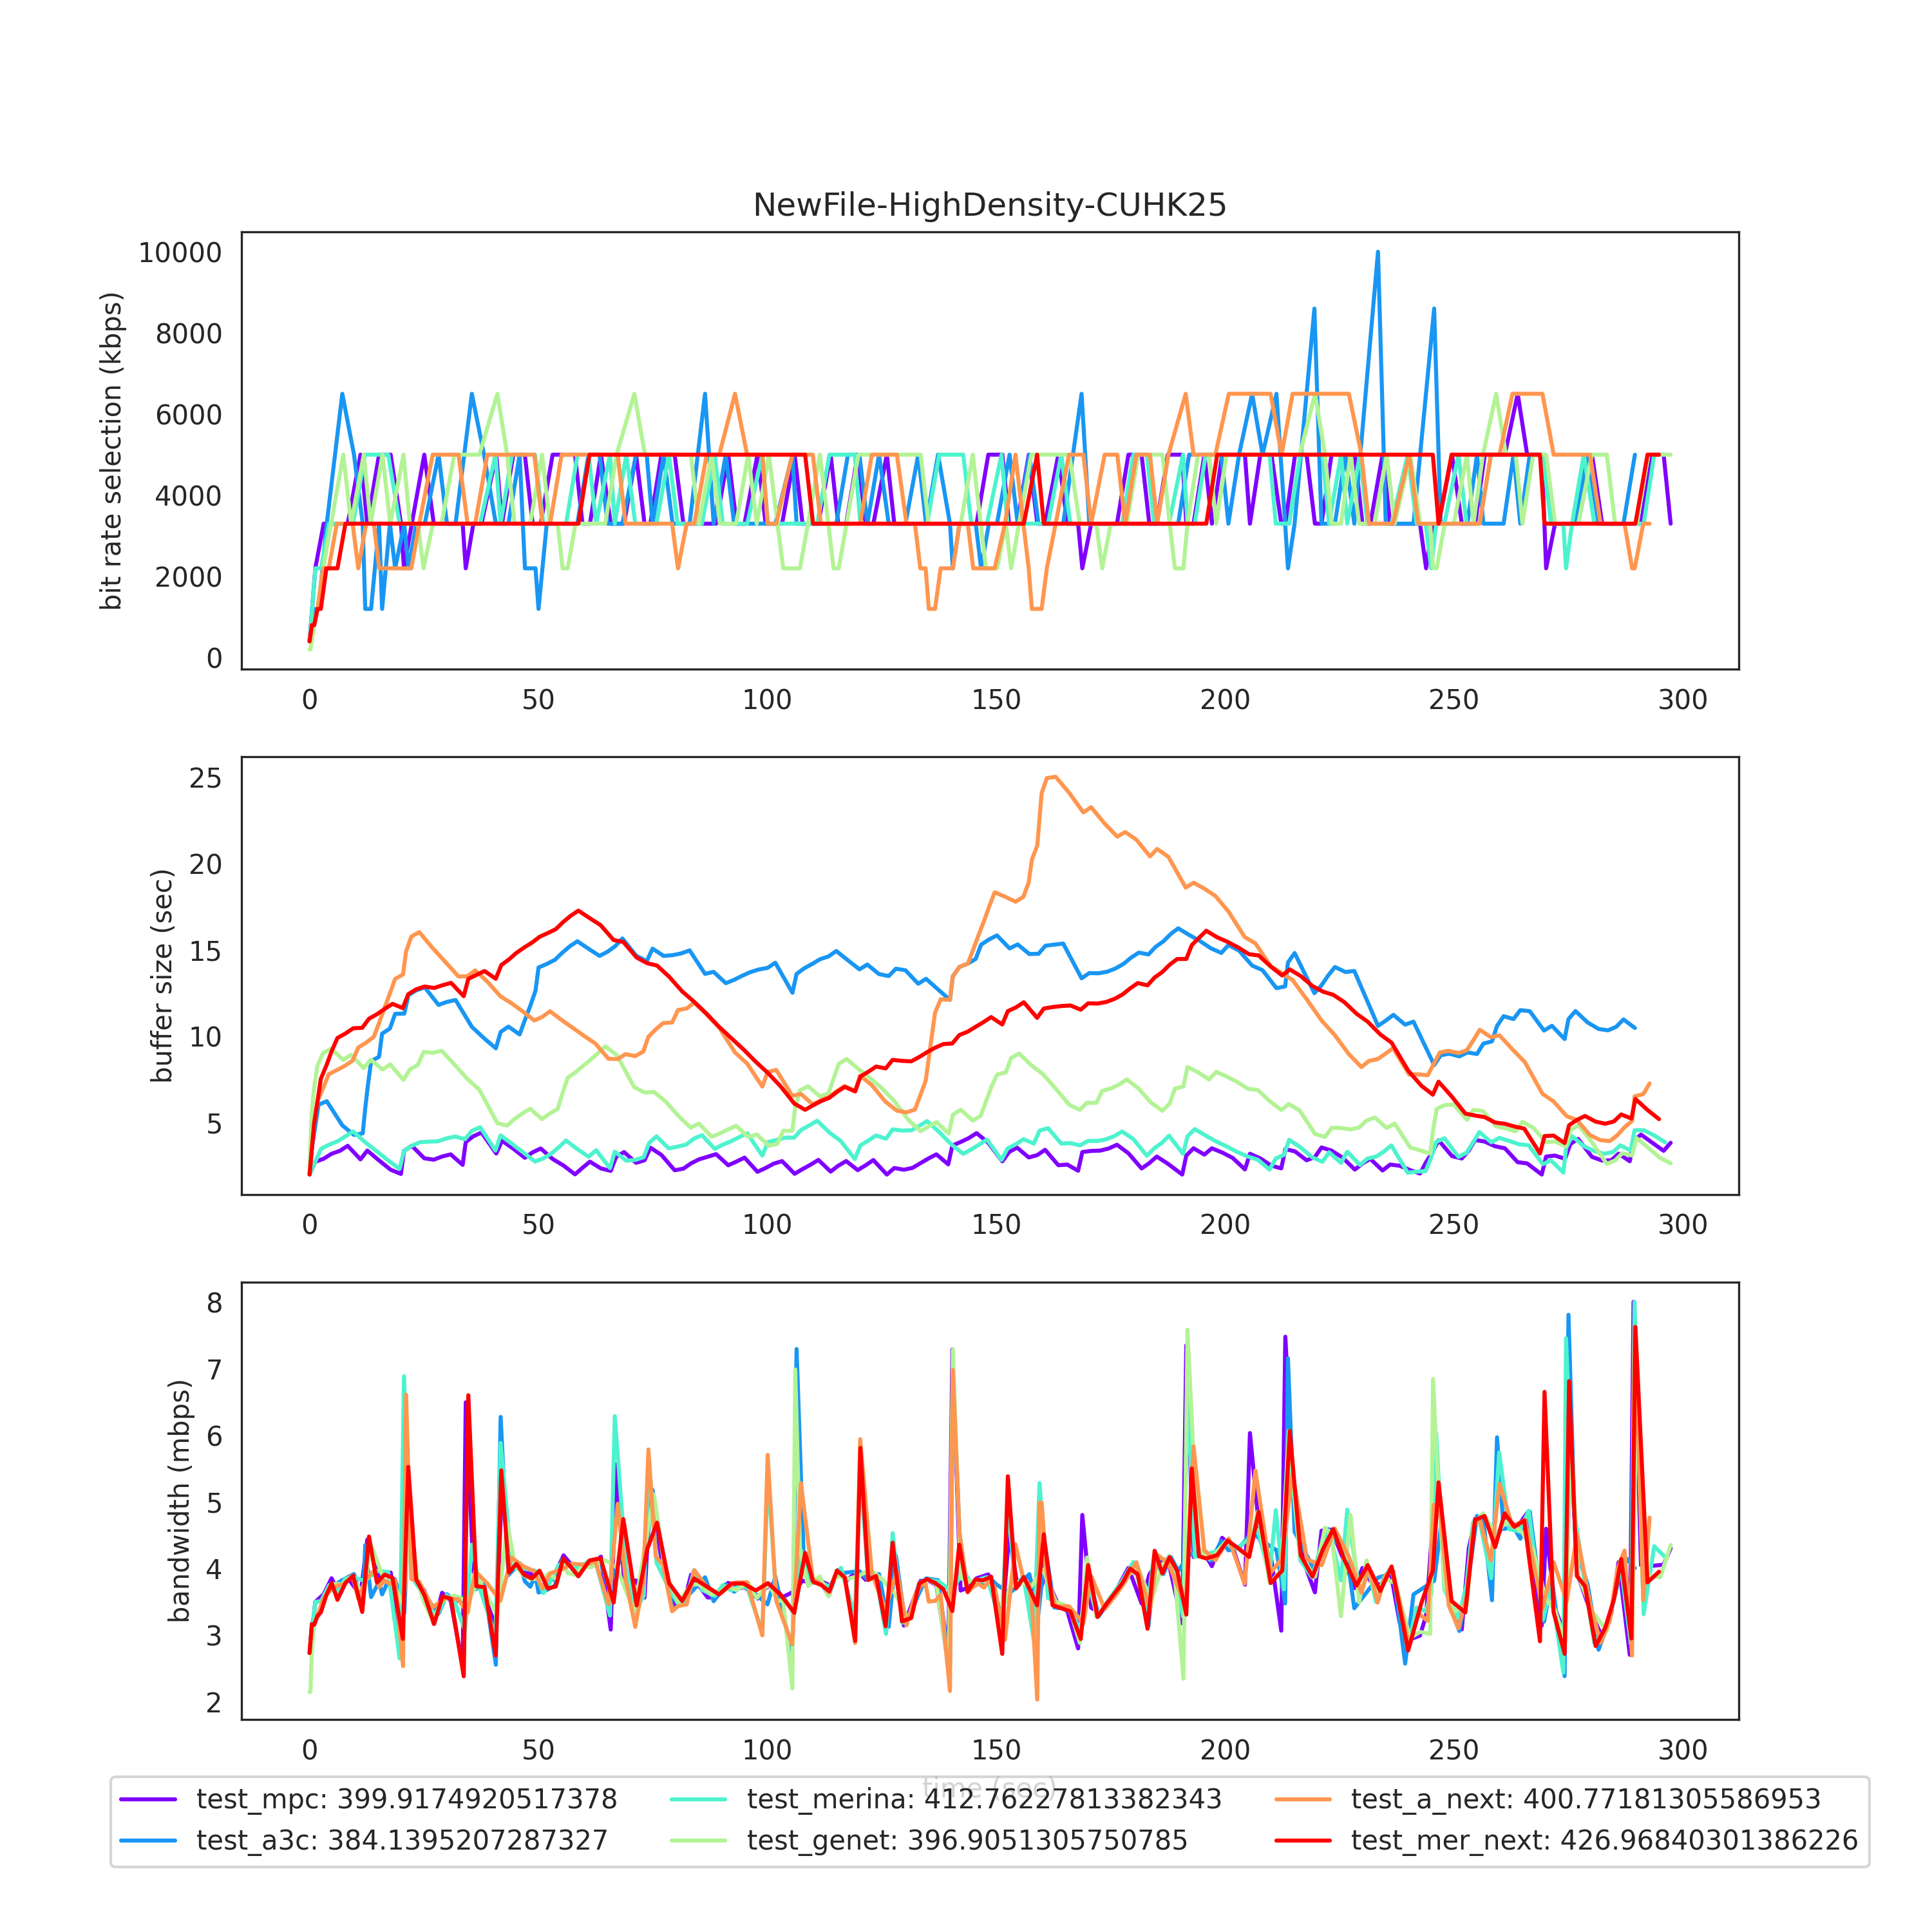 NewFile-HighDensity-CUHK25
bit rate selection (kbps)
10000
8000
6000
4000
2000
0
0 50 100 150 200 250 300
buffer size (sec)
25
20
15
10
5
0 50 100 150 200 250 300
bandwidth (mbps)
8
7
6
5
4
3
2
0 50 100 150 200 250 300
time (sec)
test_mpc: 399.9174920517378
test_a3c: 384.1395207287327
test_merina: 412.76227813382343
test_genet: 396.9051305750785
test_a_next: 400.77181305586953
test_mer_next: 426.96840301386226